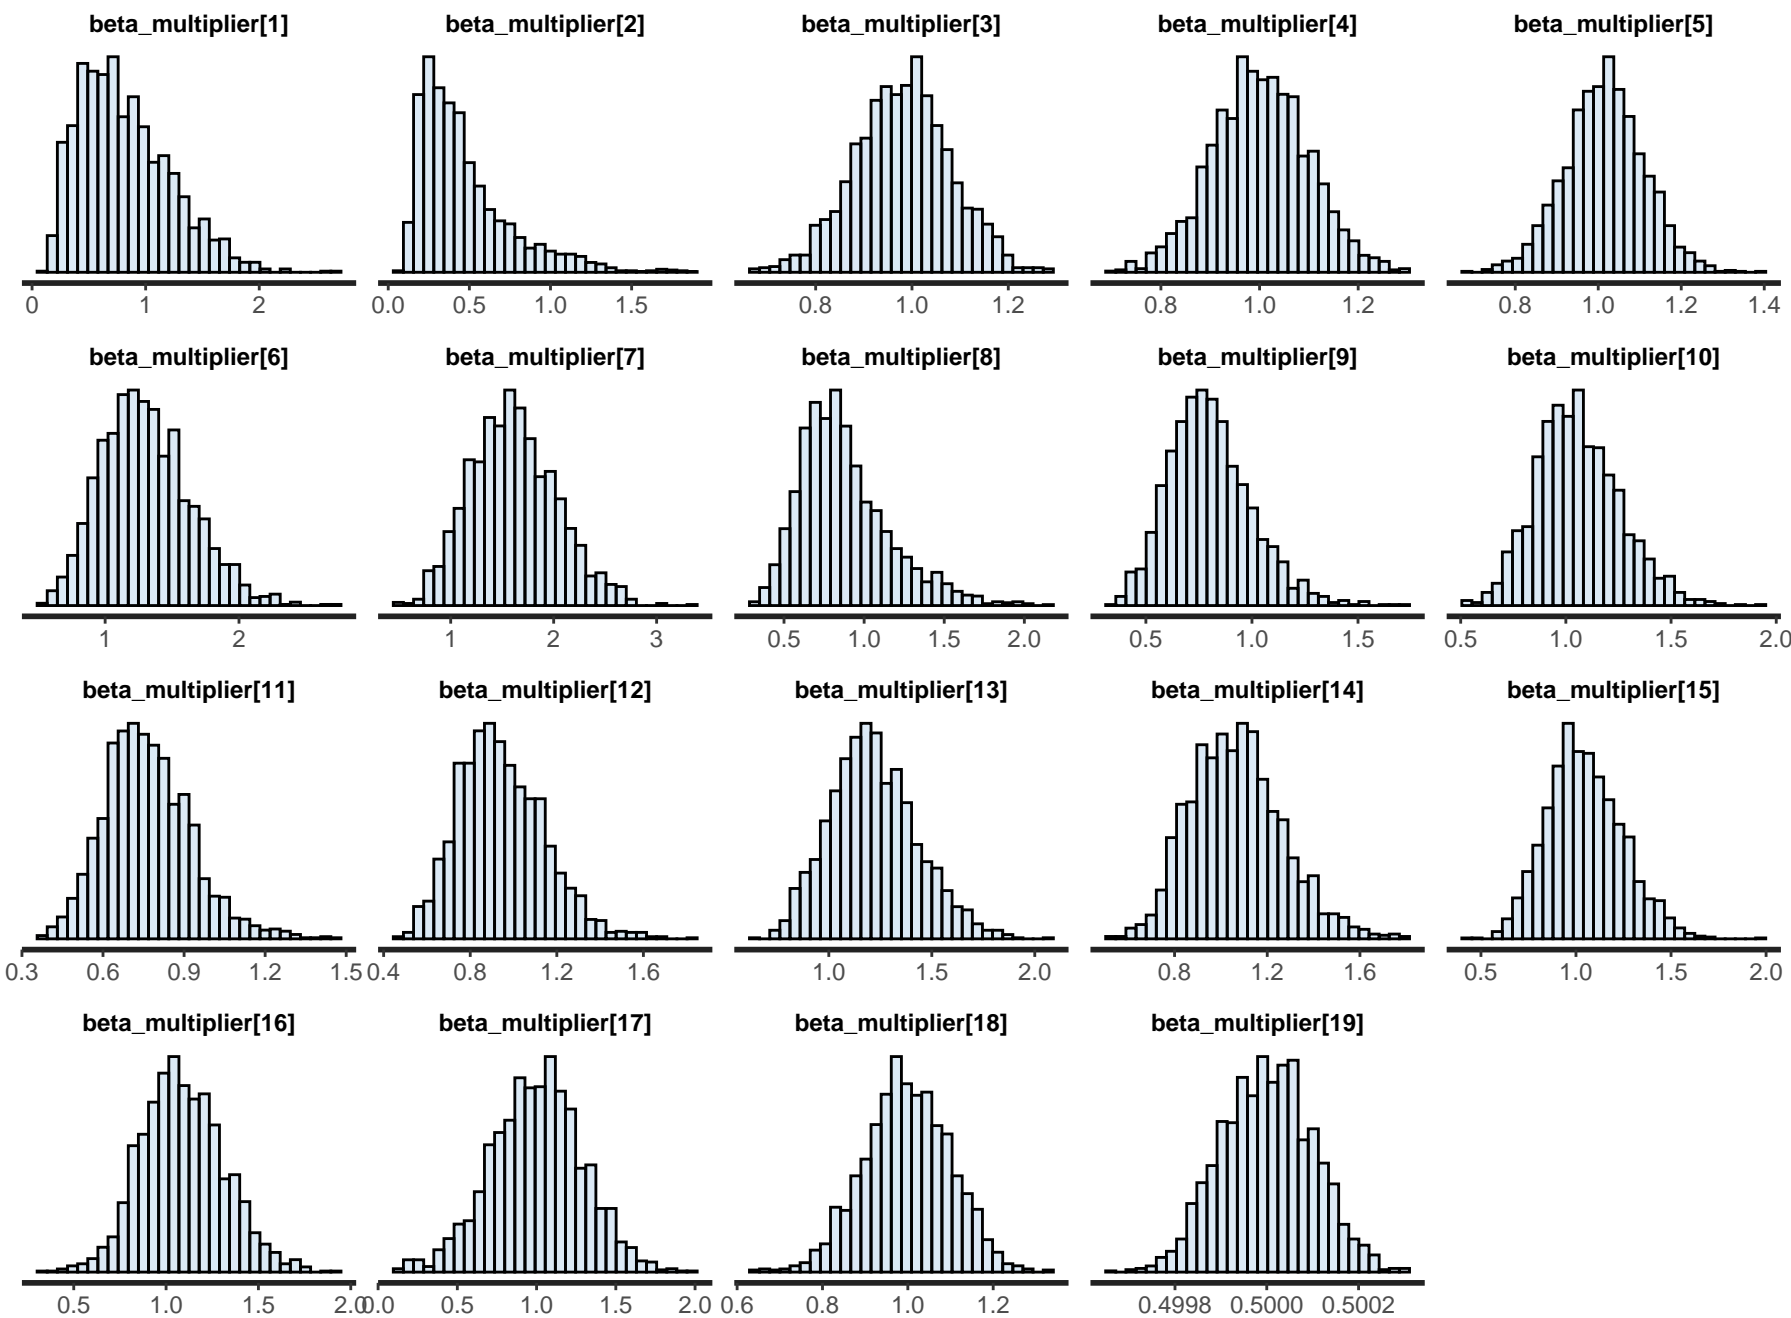 beta_multiplier[1] beta_multiplier[2] beta_multiplier[3] beta_multiplier[4] beta_multiplier[5]
0 1 2 0.0 0.5 1.0 1.5 0.8 1.0 1.2 0.8 1.0 1.2 0.8 1.0 1.2 1.4
beta_multiplier[6] beta_multiplier[7] beta_multiplier[8] beta_multiplier[9] beta_multiplier[10]
1 2 1 2 3 0.5 1.0 1.5 2.0 0.5 1.0 1.5 0.5 1.0 1.5 2.0
beta_multiplier[11] beta_multiplier[12] beta_multiplier[13] beta_multiplier[14] beta_multiplier[15]
0.3 0.6 0.9 1.2 1.5 0.4 0.8 1.2 1.6 1.0 1.5 2.0 0.8 1.2 1.6 0.5 1.0 1.5 2.0
beta_multiplier[16] beta_multiplier[17] beta_multiplier[18] beta_multiplier[19]
0.5 1.0 1.5 2.0 0.0 0.5 1.0 1.5 2.0 0.6 0.8 1.0 1.2 0.4998 0.5000 0.5002